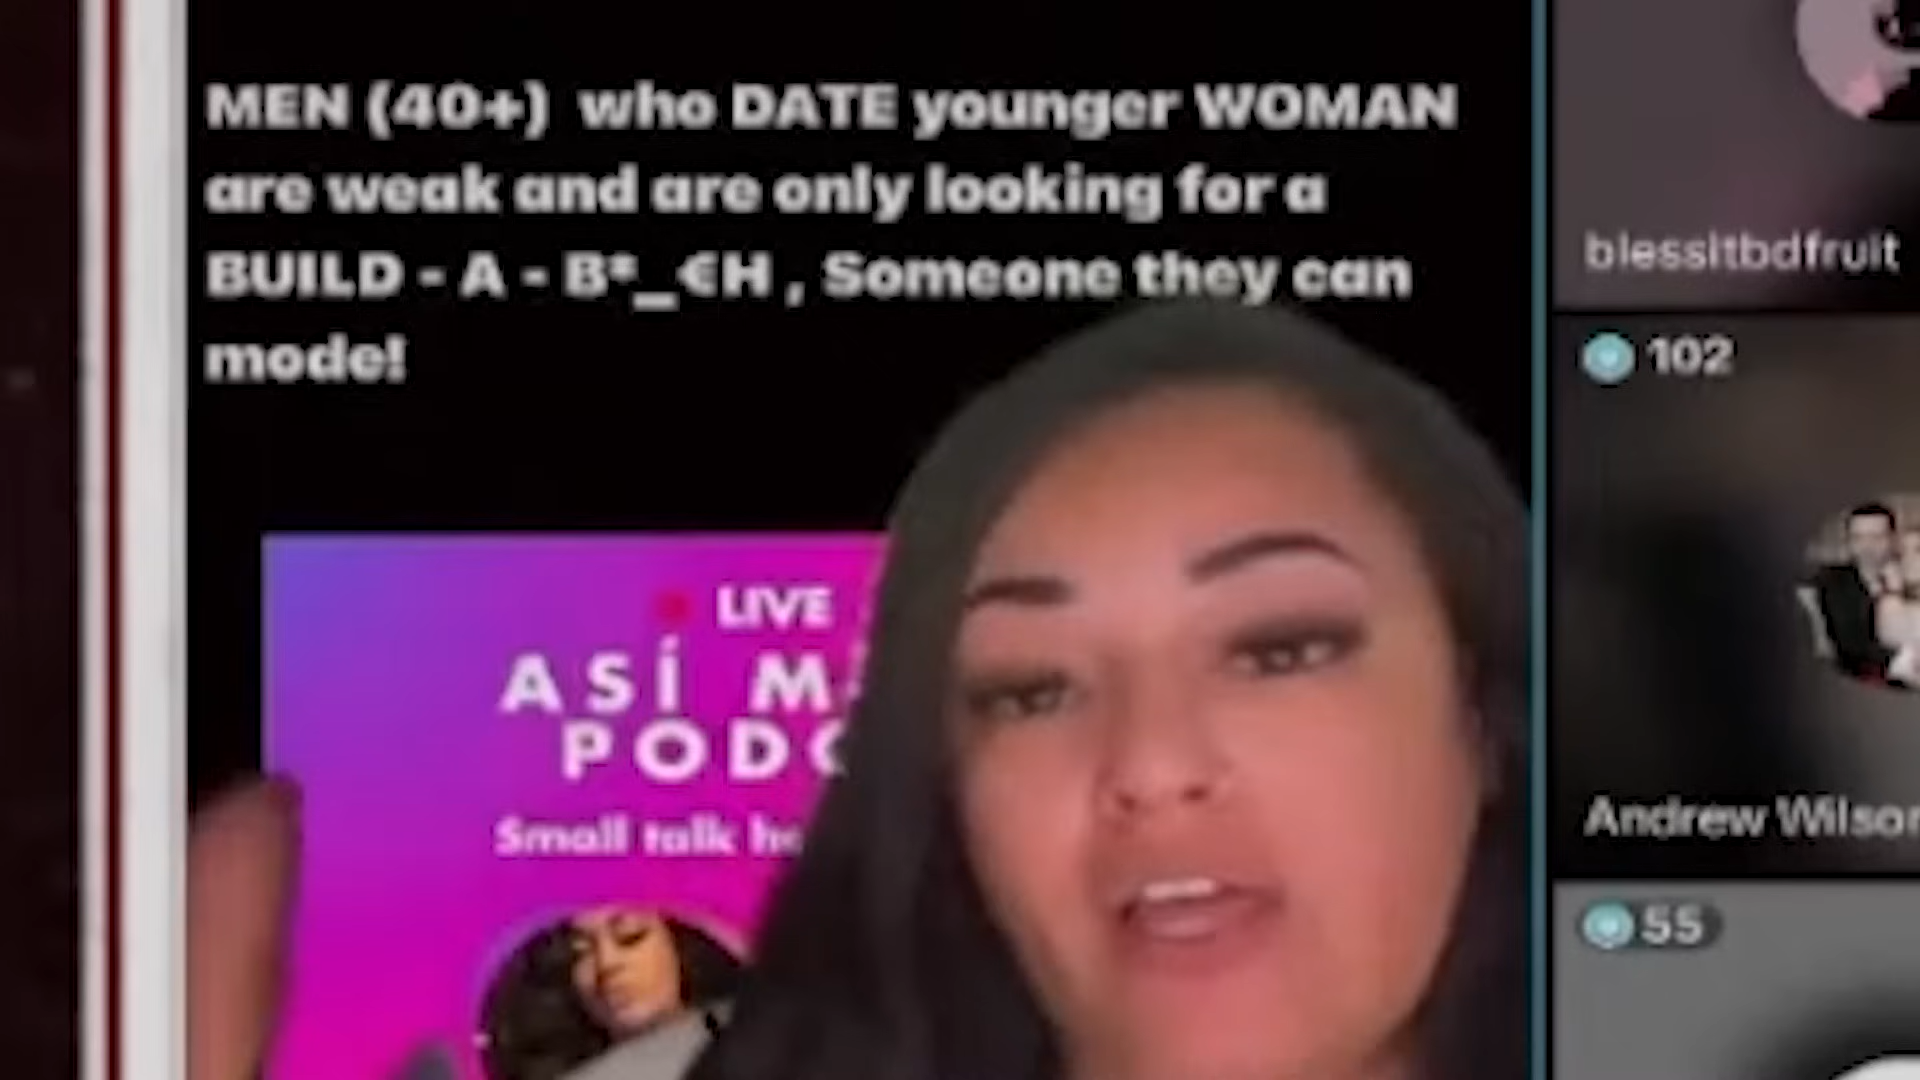 MEN (40+) who DATE younger WOMAN
are weak and are only looking for a
BUILD - A - B*_€H , Someone they can
mode!
LIVE
ASÍ
PODC
Small talk
blessitbdfruit
102
Andrew Wilson
55